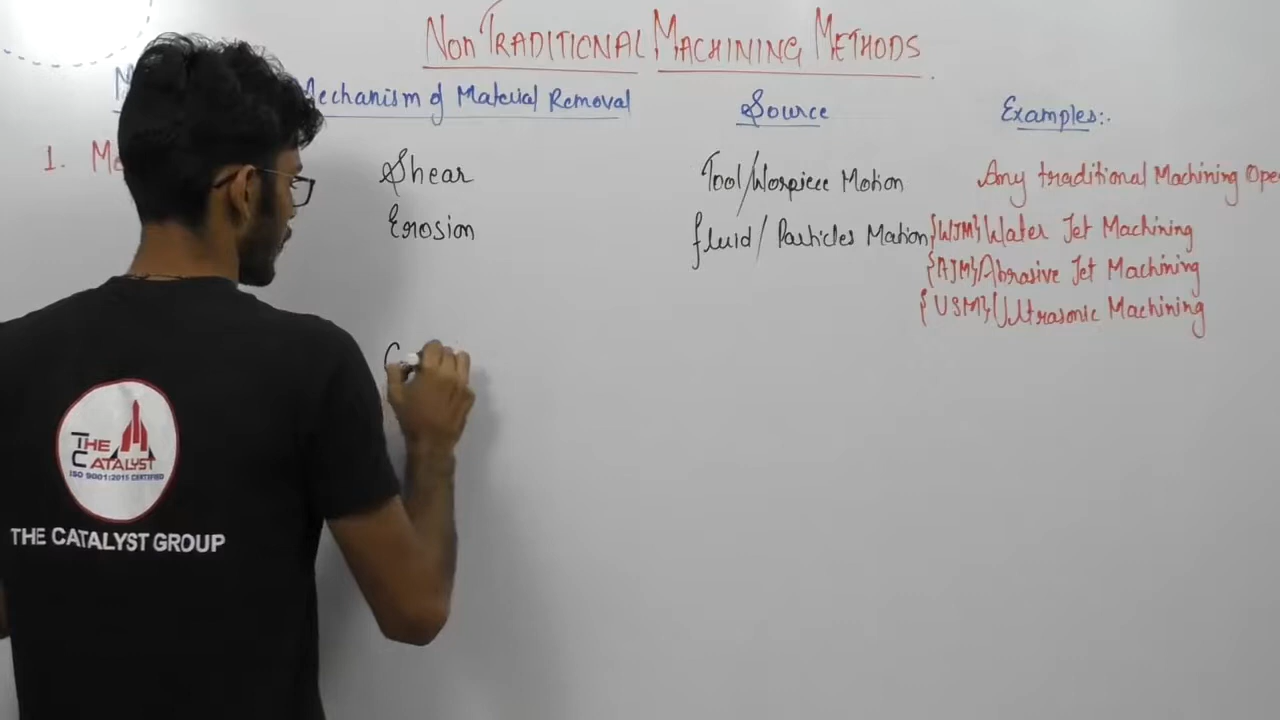 Non Traditional Machining Methods
Mechanism of Material Removal Source Examples:-
1. Shear Tool/Worpiece Motion Any traditional Machining Ope
Erosion fluid/Particles Motion {WJM} Water Jet Machining
{AJM} Abrasive Jet Machining
{USM} Ultrasonic Machining
THE CATALYST
ISO 9001:2015 CERTIFIED
THE CATALYST GROUP